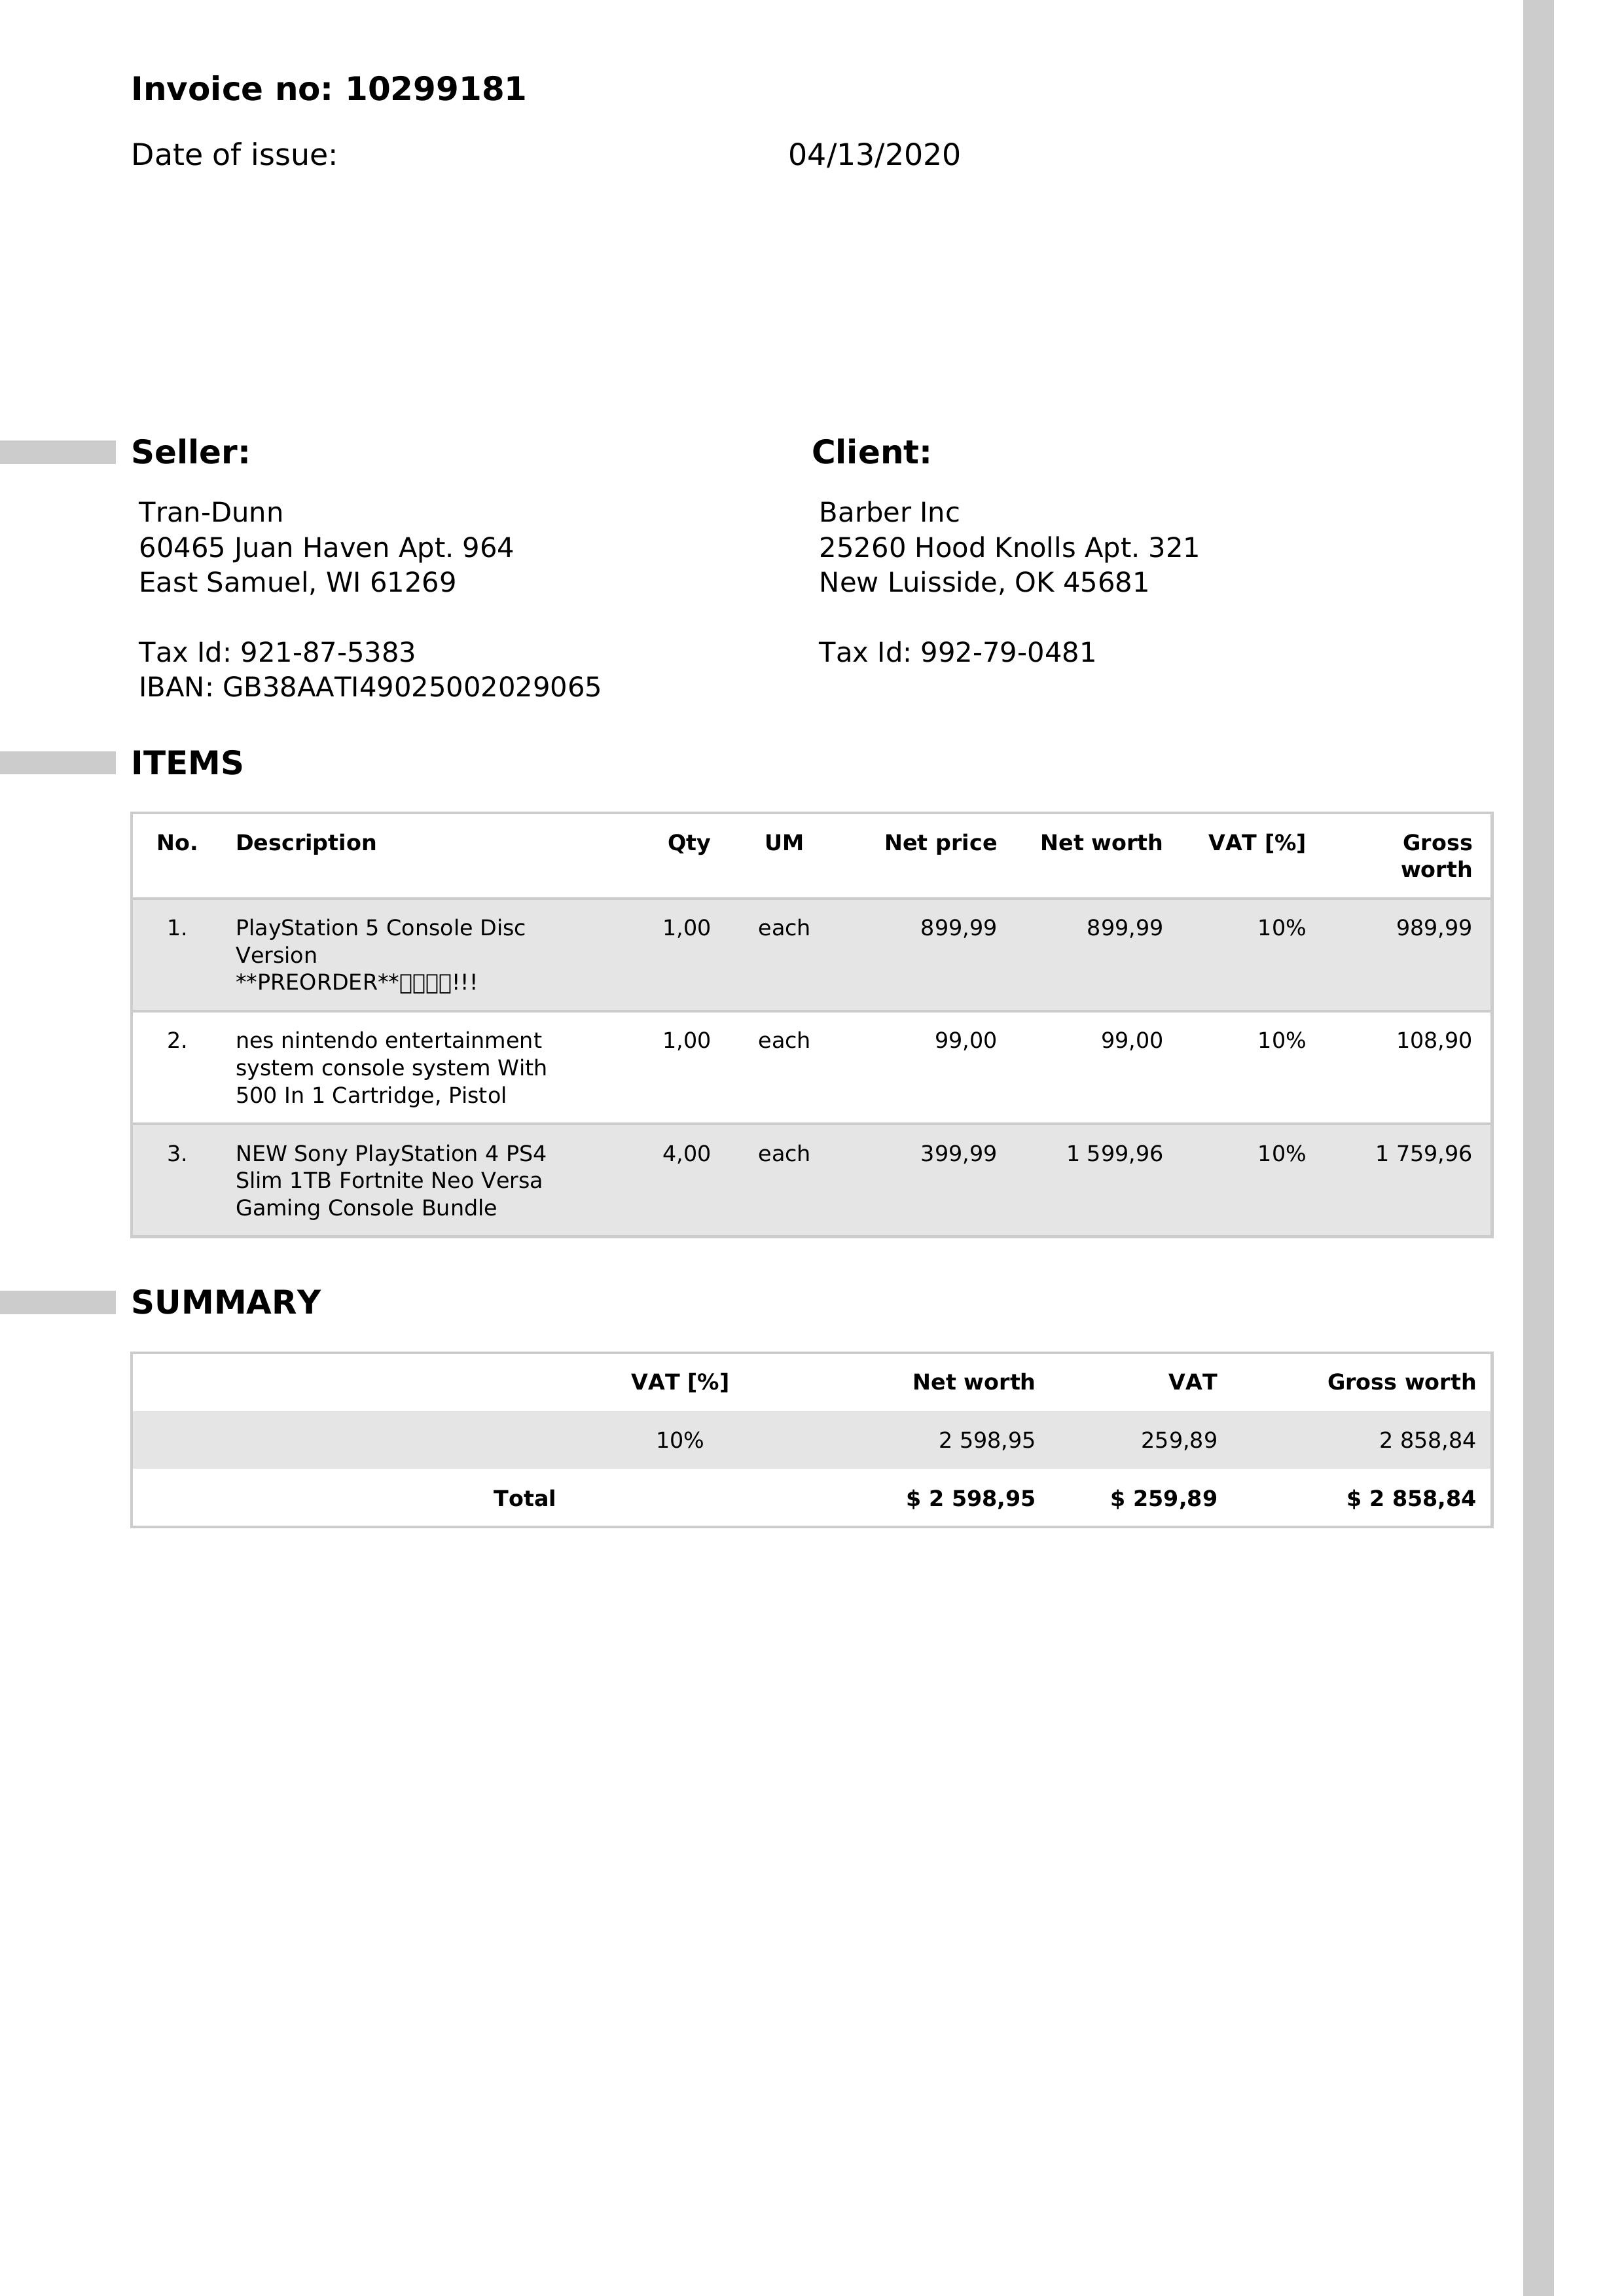 Invoice no: 10299181
Date of issue: 04/13/2020
Seller:
Tran-Dunn
60465 Juan Haven Apt. 964
East Samuel, WI 61269
Tax Id: 921-87-5383
IBAN: GB38AATI49025002029065
Client:
Barber Inc
25260 Hood Knolls Apt. 321
New Luisside, OK 45681
Tax Id: 992-79-0481
ITEMS
No. Description Qty UM Net price Net worth VAT [%] Gross
worth
1. PlayStation 5 Console Disc 1,00 each 899,99 899,99 10% 989,99
Version
**PREORDER**▯▯▯▯!!!
2. nes nintendo entertainment 1,00 each 99,00 99,00 10% 108,90
system console system With
500 In 1 Cartridge, Pistol
3. NEW Sony PlayStation 4 PS4 4,00 each 399,99 1 599,96 10% 1 759,96
Slim 1TB Fortnite Neo Versa
Gaming Console Bundle
SUMMARY
VAT [%] Net worth VAT Gross worth
10% 2 598,95 259,89 2 858,84
Total $ 2 598,95 $ 259,89 $ 2 858,84